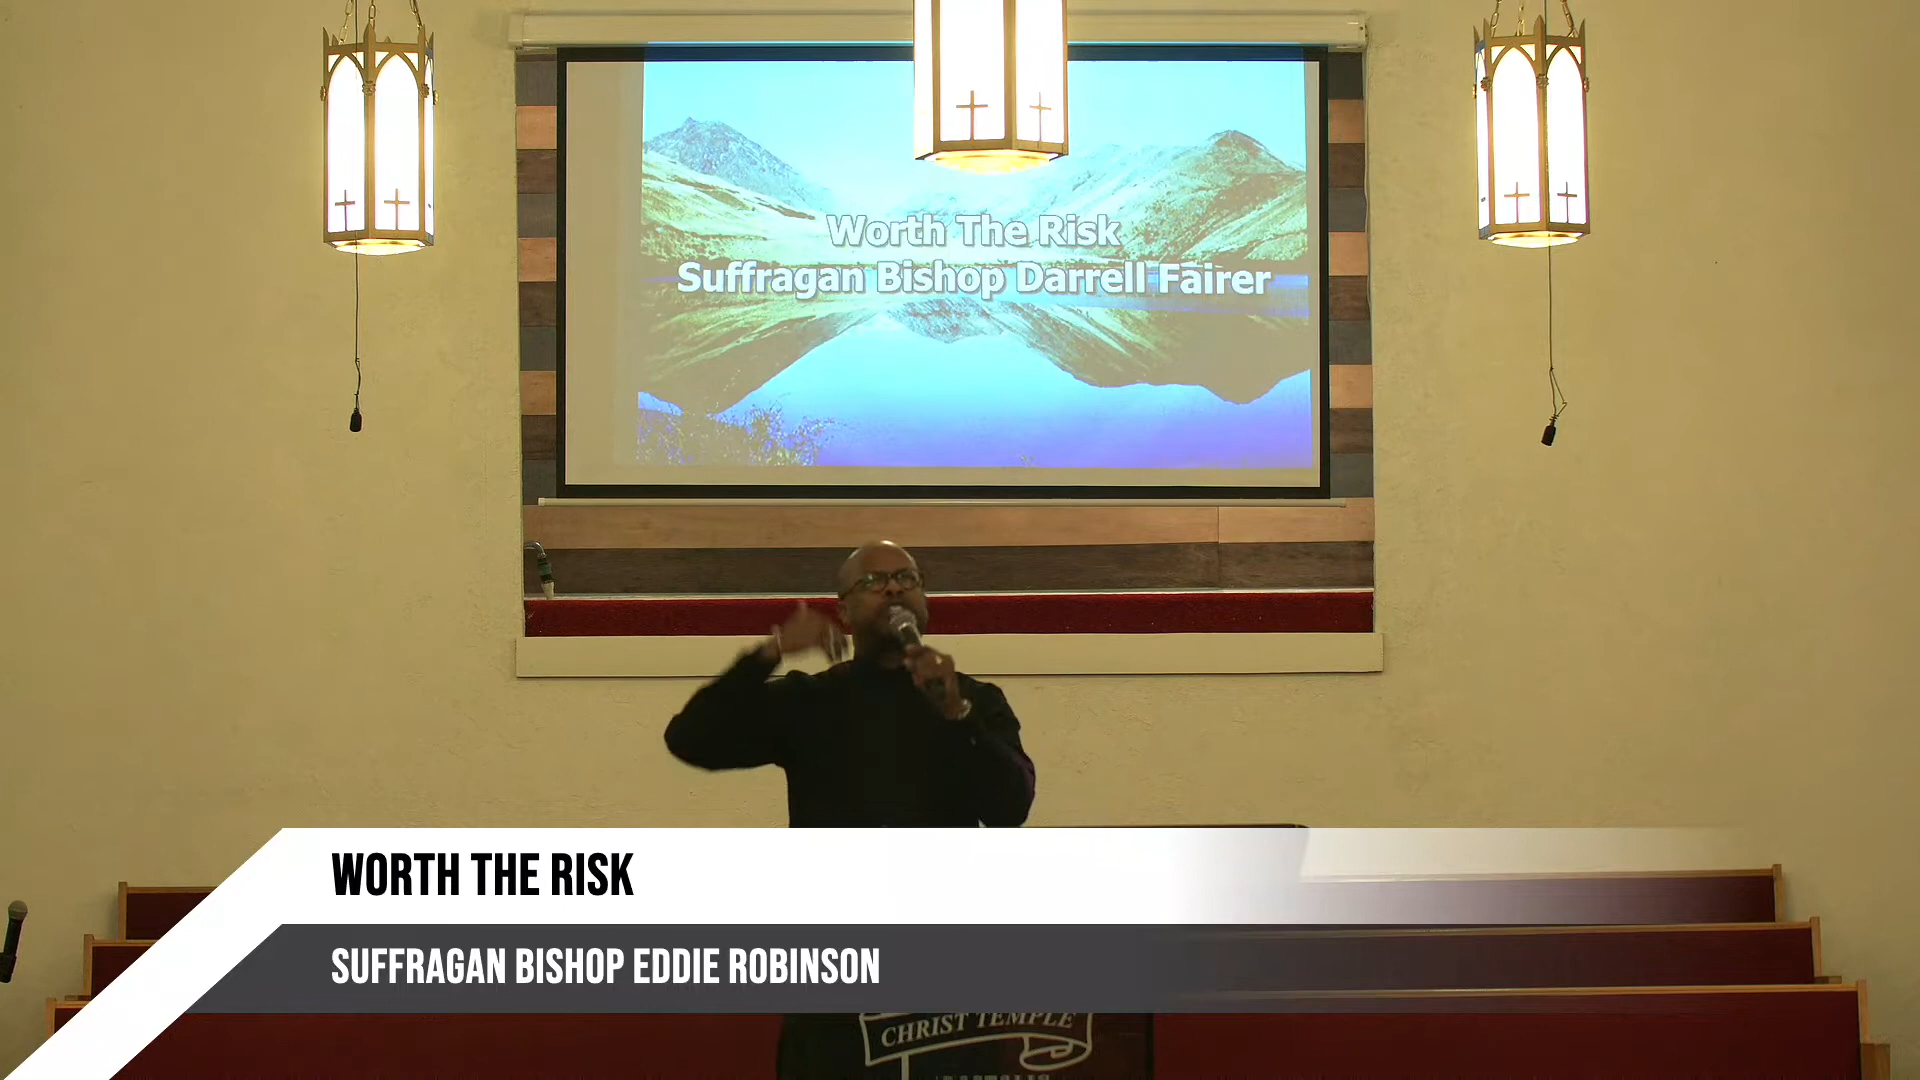 Worth The Risk
Suffragan Bishop Darrell Fairer
WORTH THE RISK
SUFFRAGAN BISHOP EDDIE ROBINSON
CHRIST TEMPLE